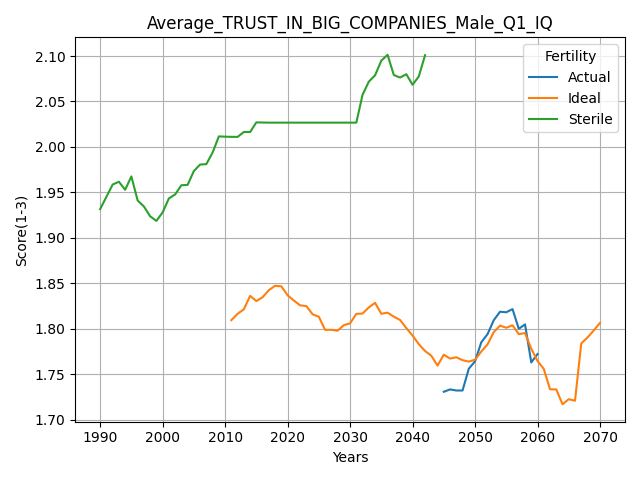 Average_TRUST_IN_BIG_COMPANIES_Male_Q1_IQ
Fertility
Actual
Ideal
Sterile
2.10
2.05
2.00
1.95
1.90
1.85
1.80
1.75
1.70
Score(1-3)
1990 2000 2010 2020 2030 2040 2050 2060 2070
Years